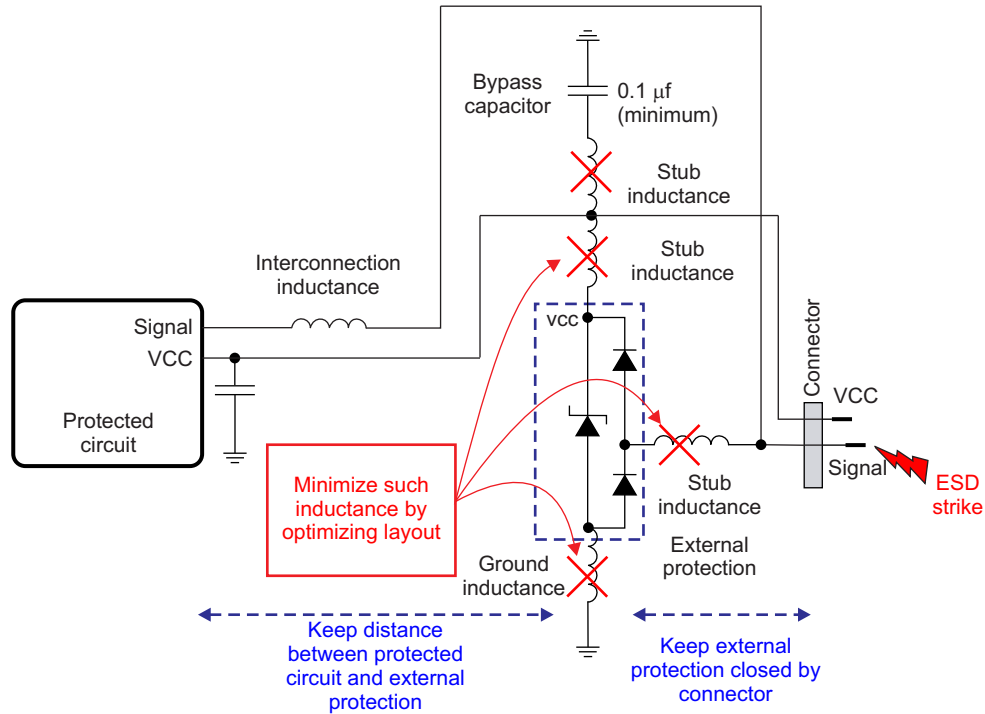 Bypass
capacitor
0.1 μf
(minimum)
Stub
inductance
Stub
inductance
Interconnection
inductance
Signal
VCC
Protected
circuit
vcc
Connector
VCC
Signal
ESD
strike
Minimize such
inductance by
optimizing layout
Stub
inductance
External
protection
Ground
inductance
Keep distance
between protected
circuit and external
protection
Keep external
protection closed by
connector